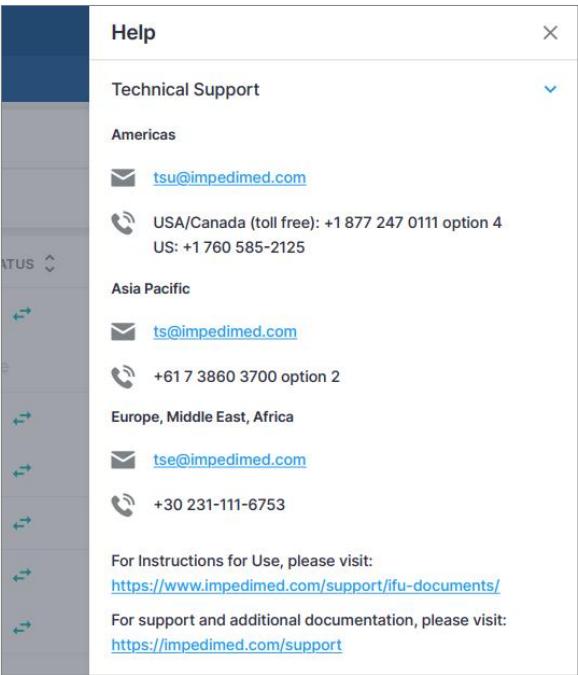 Help
Technical Support
Americas
tsu@impedimed.com
USA/Canada (toll free): +1 877 247 0111 option 4
US: +1 760 585-2125
ATUS
Asia Pacific
ts@impedimed.com
e
+61 7 3860 3700 option 2
Europe, Middle East, Africa
tse@impedimed.com
+30 231-111-6753
For Instructions for Use, please visit:
https://www.impedimed.com/support/ifu-documents/
For support and additional documentation, please visit:
https://impedimed.com/support